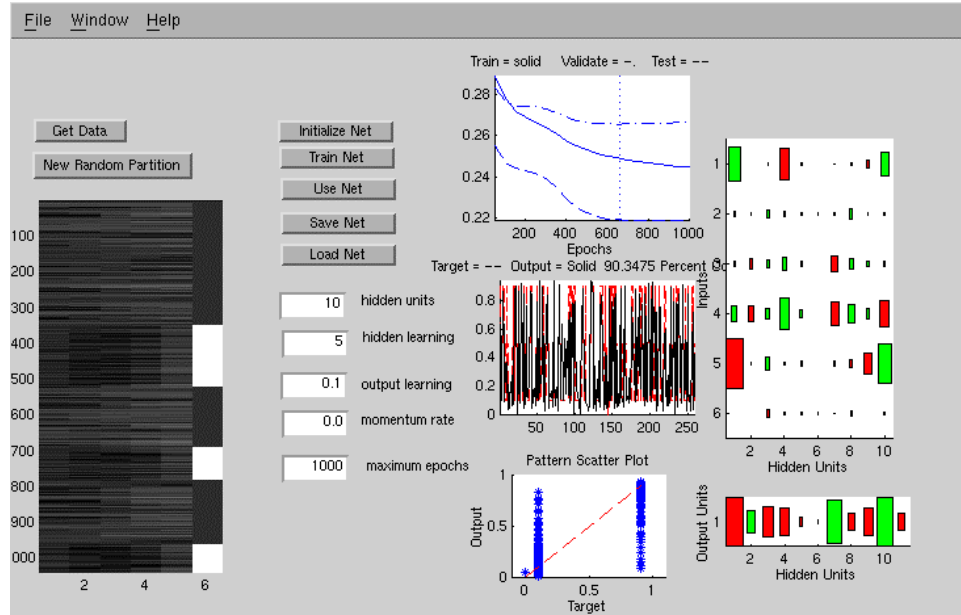 File Window Help
Train = solid Validate = -. Test = --
Get Data
New Random Partition
Initialize Net
Train Net
Use Net
Save Net
Load Net
10 hidden units
5 hidden learning
0.1 output learning
0.0 momentum rate
1000 maximum epochs
100
200
300
400
500
600
700
800
900
000
2 4 6
0.28
0.26
0.24
0.22
200 400 600 800 1000
Epochs
Target = -- Output = Solid 90.3475 Percent
0.8
0.6
0.4
0.2
0
50 100 150 200 250
Pattern Scatter Plot
Output
1
0.5
0
0 0.5 1
Target
Inputs
1
2
3
4
5
6
2 4 6 8 10
Hidden Units
Output Units
1
2 4 6 8 10
Hidden Units